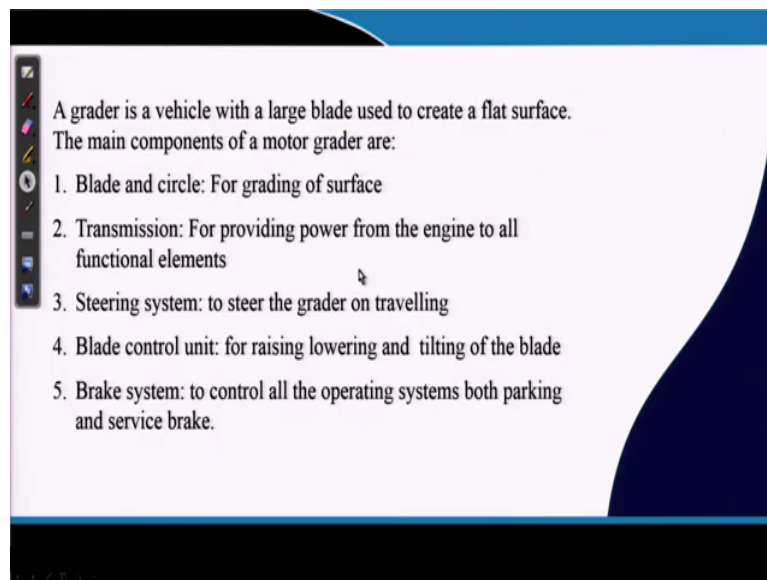 A grader is a vehicle with a large blade used to create a flat surface.
The main components of a motor grader are:
1. Blade and circle: For grading of surface
2. Transmission: For providing power from the engine to all
functional elements
3. Steering system: to steer the grader on travelling
4. Blade control unit: for raising lowering and tilting of the blade
5. Brake system: to control all the operating systems both parking
and service brake.